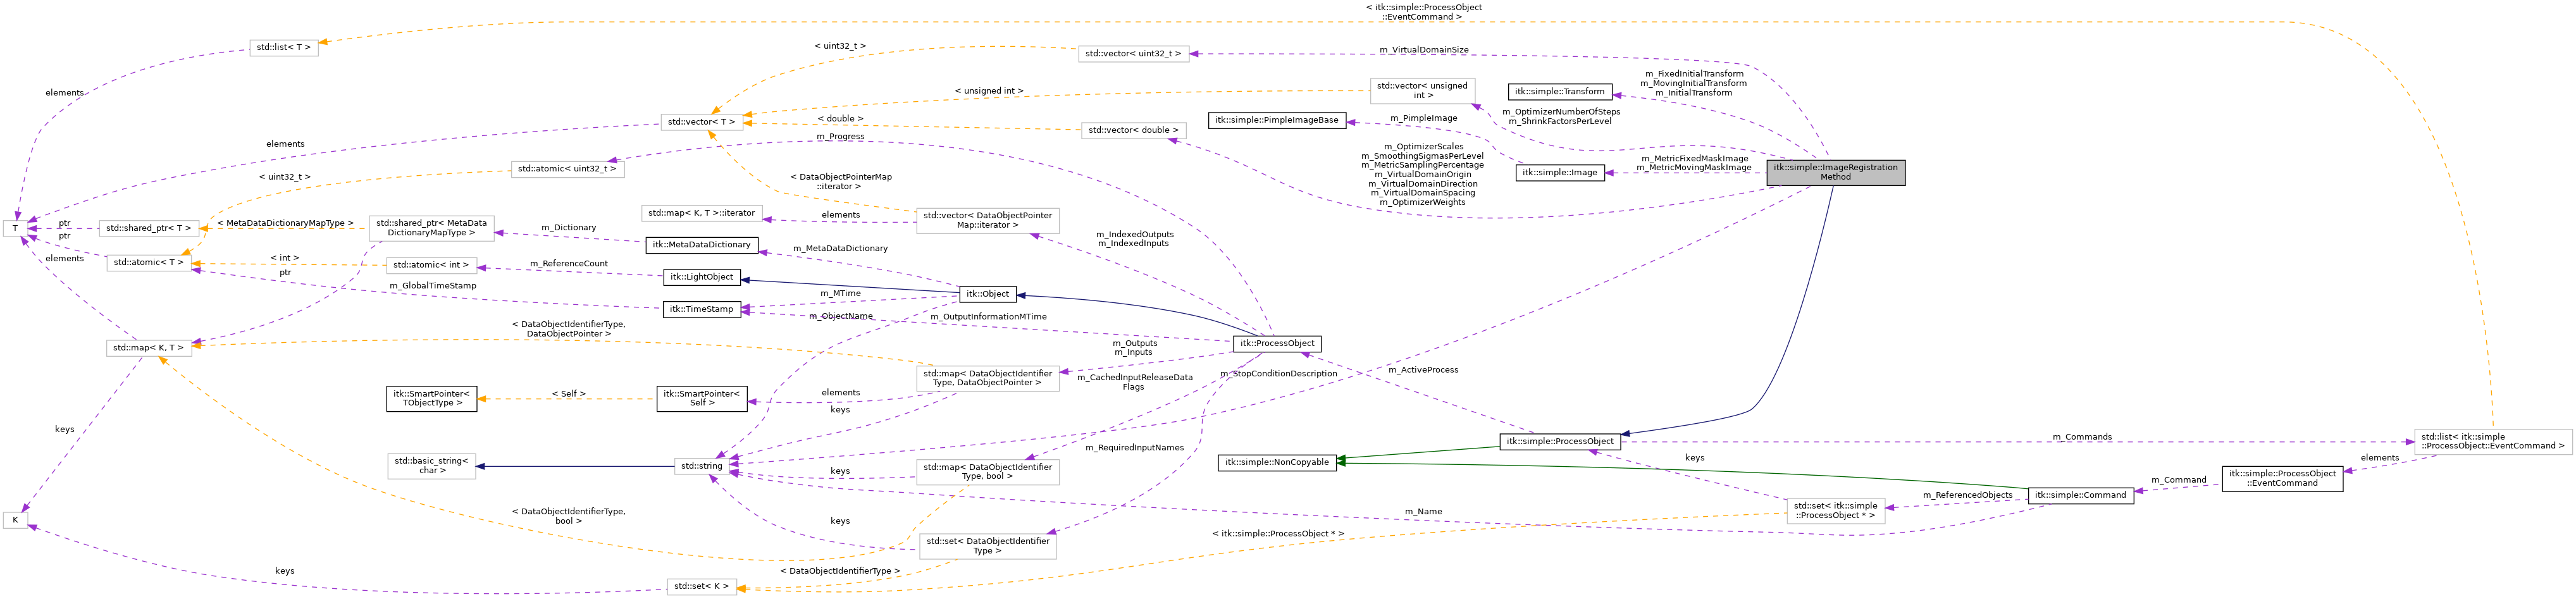 < itk::simple::ProcessObject
::EventCommand >
std::list< T >
< uint32_t >
std::vector< uint32_t >
m_VirtualDomainSize
elements
< unsigned int >
std::vector< unsigned
int >
itk::simple::Transform
m_FixedInitialTransform
m_MovingInitialTransform
m_InitialTransform
std::vector< T >
< double >
std::vector< double >
itk::simple::PimpleImageBase
m_PimpleImage
m_OptimizerNumberOfSteps
m_ShrinkFactorsPerLevel
m_Progress
elements
m_OptimizerScales
m_SmoothingSigmasPerLevel
m_MetricSamplingPercentage
m_VirtualDomainOrigin
m_VirtualDomainDirection
m_VirtualDomainSpacing
m_OptimizerWeights
itk::simple::Image
m_MetricFixedMaskImage
m_MetricMovingMaskImage
itk::simple::ImageRegistration
Method
< uint32_t >
std::atomic< uint32_t >
< DataObjectPointerMap
::iterator >
T
ptr
ptr
std::shared_ptr< T >
< MetaDataDictionaryMapType >
std::shared_ptr< MetaData
DictionaryMapType >
m_Dictionary
std::map< K, T >::iterator
elements
std::vector< DataObjectPointer
Map::iterator >
itk::MetaDataDictionary
m_MetaDataDictionary
m_IndexedOutputs
m_IndexedInputs
elements
std::atomic< T >
< int >
ptr
std::atomic< int >
m_ReferenceCount
itk::LightObject
m_GlobalTimeStamp
itk::TimeStamp
m_MTime
itk::Object
m_ObjectName
m_OutputInformationMTime
< DataObjectIdentifierType,
DataObjectPointer >
std::map< K, T >
itk::ProcessObject
m_Outputs
m_Inputs
std::map< DataObjectIdentifier
Type, DataObjectPointer >
m_CachedInputReleaseData
Flags
m_StopConditionDescription
m_ActiveProcess
itk::SmartPointer<
TObjectType >
< Self >
itk::SmartPointer<
Self >
elements
keys
keys
std::basic_string<
char >
std::string
keys
std::map< DataObjectIdentifier
Type, bool >
m_RequiredInputNames
itk::simple::NonCopyable
itk::simple::ProcessObject
m_Commands
std::list< itk::simple
::ProcessObject::EventCommand >
elements
keys
itk::simple::ProcessObject
::EventCommand
m_Command
itk::simple::Command
m_ReferencedObjects
std::set< itk::simple
::ProcessObject * >
m_Name
K
< DataObjectIdentifierType,
bool >
keys
std::set< DataObjectIdentifier
Type >
< itk::simple::ProcessObject * >
keys
< DataObjectIdentifierType >
std::set< K >